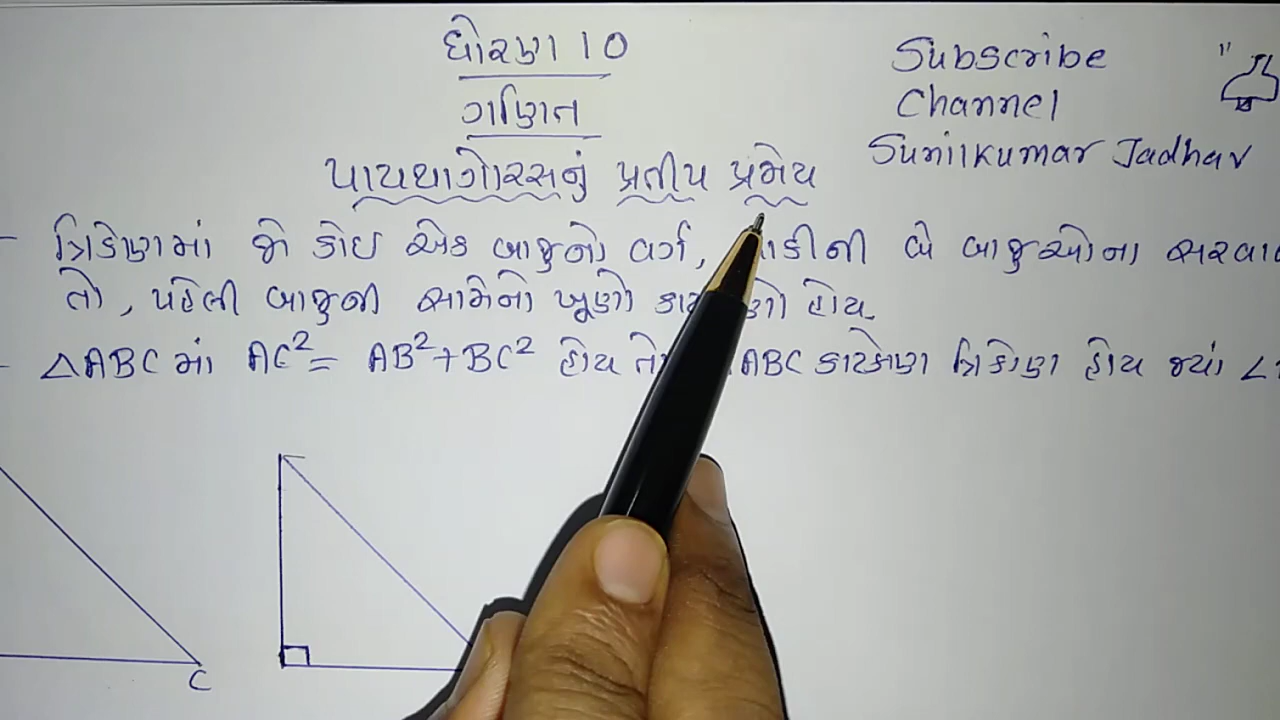 ધોરણ 10
ગણિત
પાયથાગોરસનું પ્રતીપ પ્રમેય
Subscribe
Channel
Sunilkumar Jadhav
- ત્રિકોણમાં જો કોઇ એક બાજુનો વર્ગ, બાકીની બે બાજુઓના
તો, પહેલી બાજુની સામેનો ખૂણો હોય.
- △ABC માં AC² = AB² + BC² હોય ABC કાટકોણ ત્રિકોણ હોય જ્યાં ∠
C